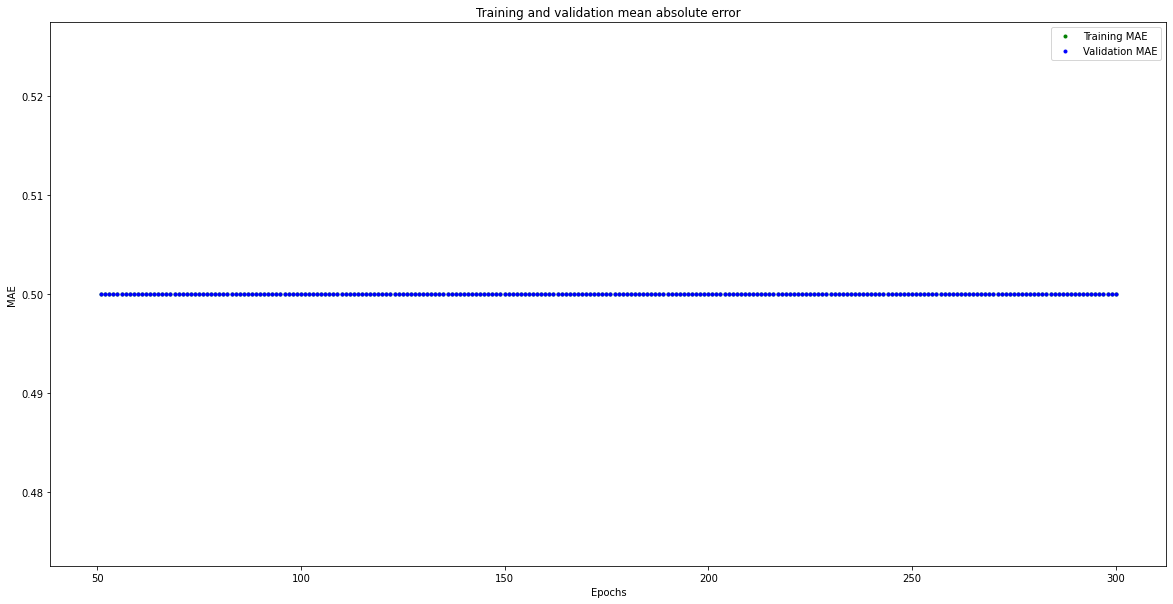 Training and validation mean absolute error
Training MAE
Validation MAE
0.52
0.51
0.50
0.49
0.48
MAE
50
100
150
200
250
300
Epochs